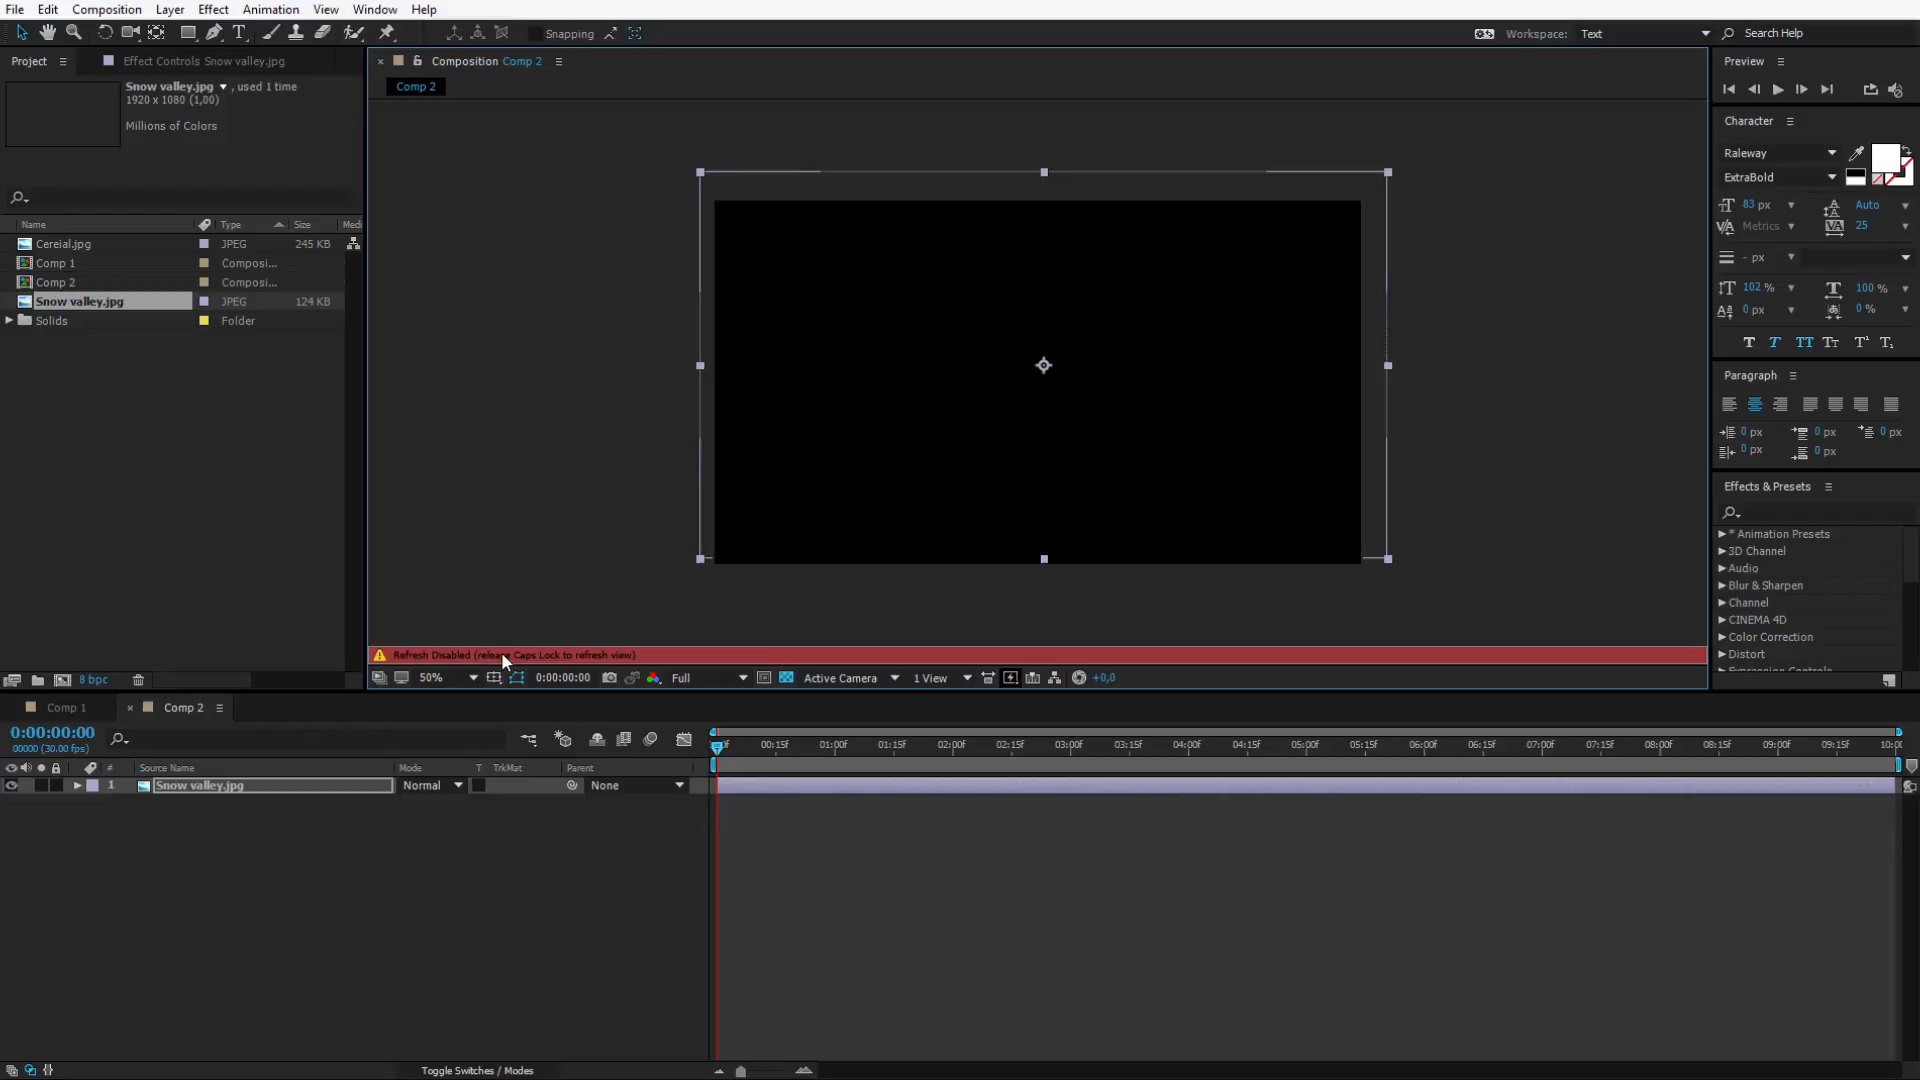 File Edit Composition Layer Effect Animation View Window Help
Snapping
Workspace: Text
Search Help
Project
Effect Controls Snow valley.jpg
Composition Comp 2
Preview
Snow valley.jpg , used 1 time
1920 x 1080 (1,00)
Millions of Colors
Comp 2
Character
Raleway
ExtraBold
83 px Auto
Metrics 25
- px
102 % 100 %
0 px 0 %
Name Type Size Medi
Cereial.jpg JPEG 245 KB
Comp 1 Composi...
Comp 2 Composi...
Snow valley.jpg JPEG 124 KB
Solids Folder
Paragraph
0 px 0 px 0 px
0 px 0 px
Effects & Presets
* Animation Presets
3D Channel
Audio
Blur & Sharpen
Channel
CINEMA 4D
Color Correction
Distort
Expression Controls
Refresh Disabled (release Caps Lock to refresh view)
8 bpc
50% 0:00:00:00 Full Active Camera 1 View +0,0
Comp 1 Comp 2
0:00:00:00
00000 (30.00 fps)
00:15f 01:00f 01:15f 02:00f 02:15f 03:00f 03:15f 04:00f 04:15f 05:00f 05:15f 06:00f 06:15f 07:00f 07:15f 08:00f 08:15f 09:00f 09:15f 10:00
# Source Name Mode T TrkMat Parent
1 Snow valley.jpg Normal None
Toggle Switches / Modes